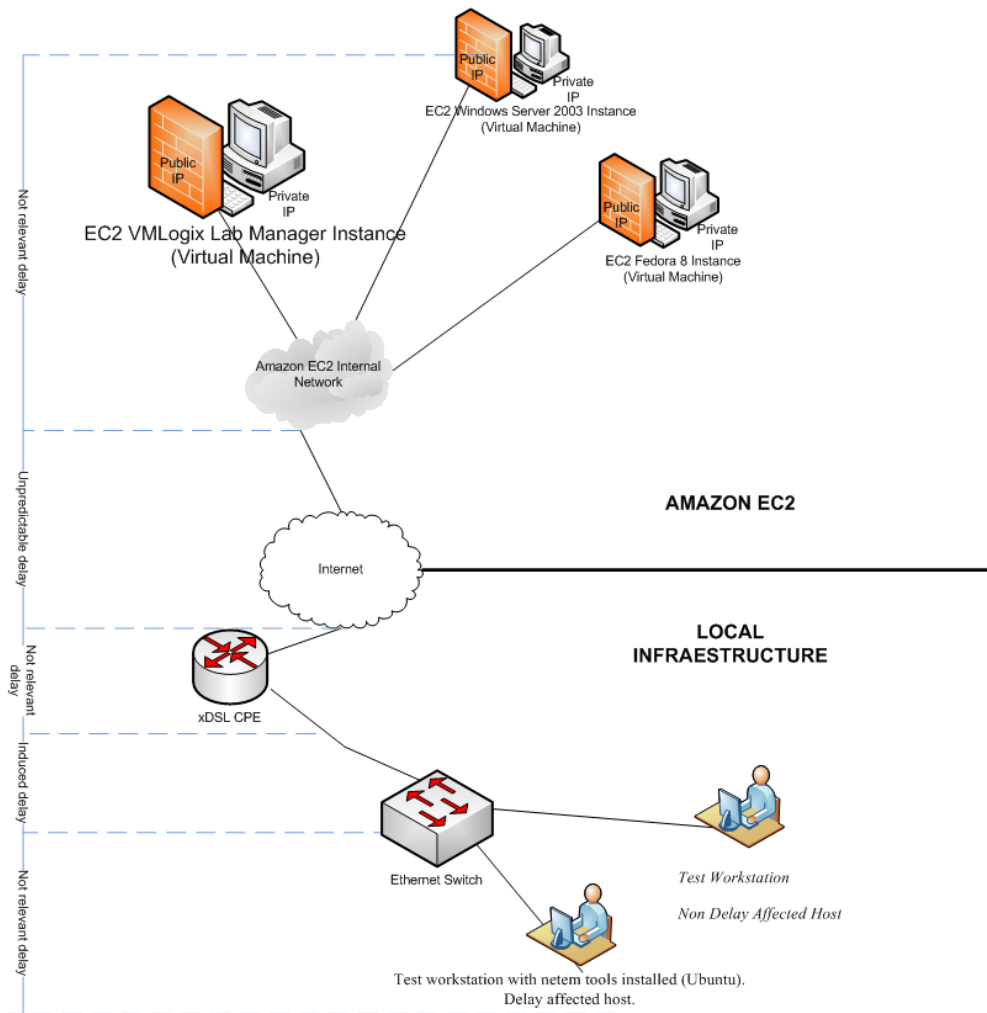 Public
IP
Private
IP
EC2 Windows Server 2003 Instance
(Virtual Machine)
Public
IP
Private
IP
EC2 VMLogix Lab Manager Instance
(Virtual Machine)
Public
IP
Private
IP
EC2 Fedora 8 Instance
(Virtual Machine)
Not relevant delay
Amazon EC2 Internal
Network
Unpredictable delay
AMAZON EC2
Internet
LOCAL
INFRAESTRUCTURE
Not relevant
delay
xDSL CPE
Induced delay
Ethernet Switch
Test Workstation
Non Delay Affected Host
Not relevant delay
Test workstation with netem tools installed (Ubuntu).
Delay affected host.